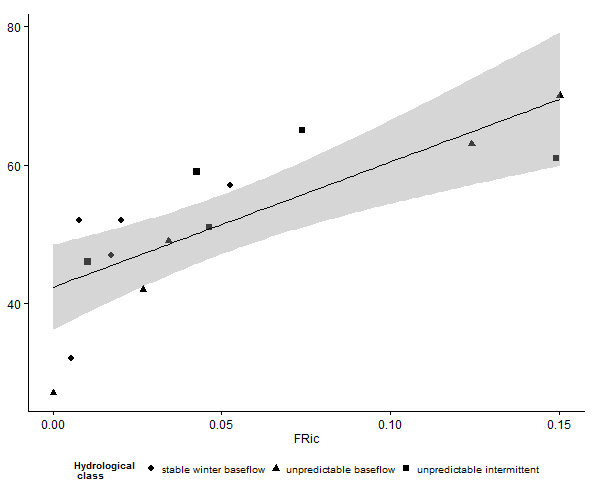 80
60
40
0.00 0.05 0.10 0.15
FRic
Hydrological
class
stable winter baseflow unpredictable baseflow unpredictable intermittent